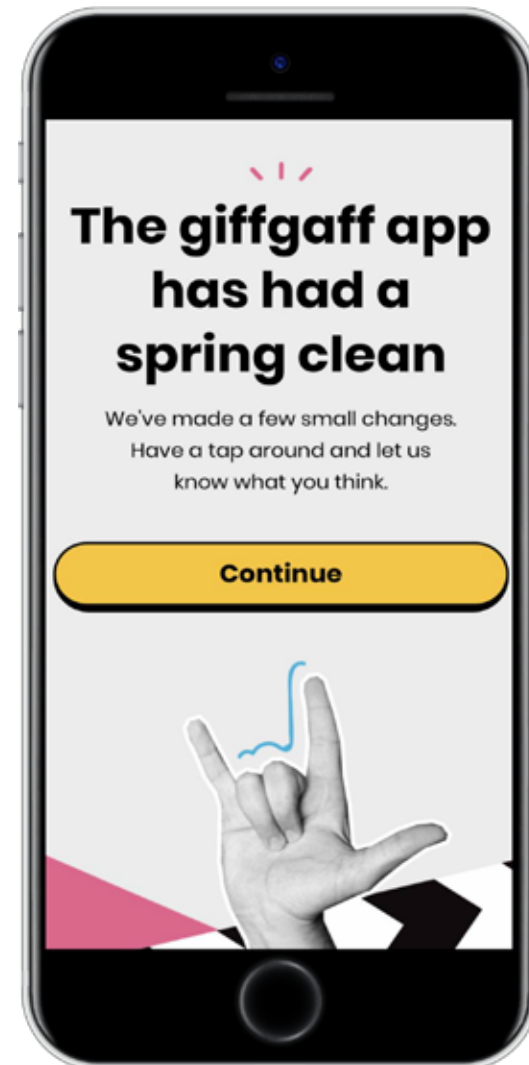 The giffgaff app
has had a
spring clean
We've made a few small changes.
Have a tap around and let us
know what you think.
Continue